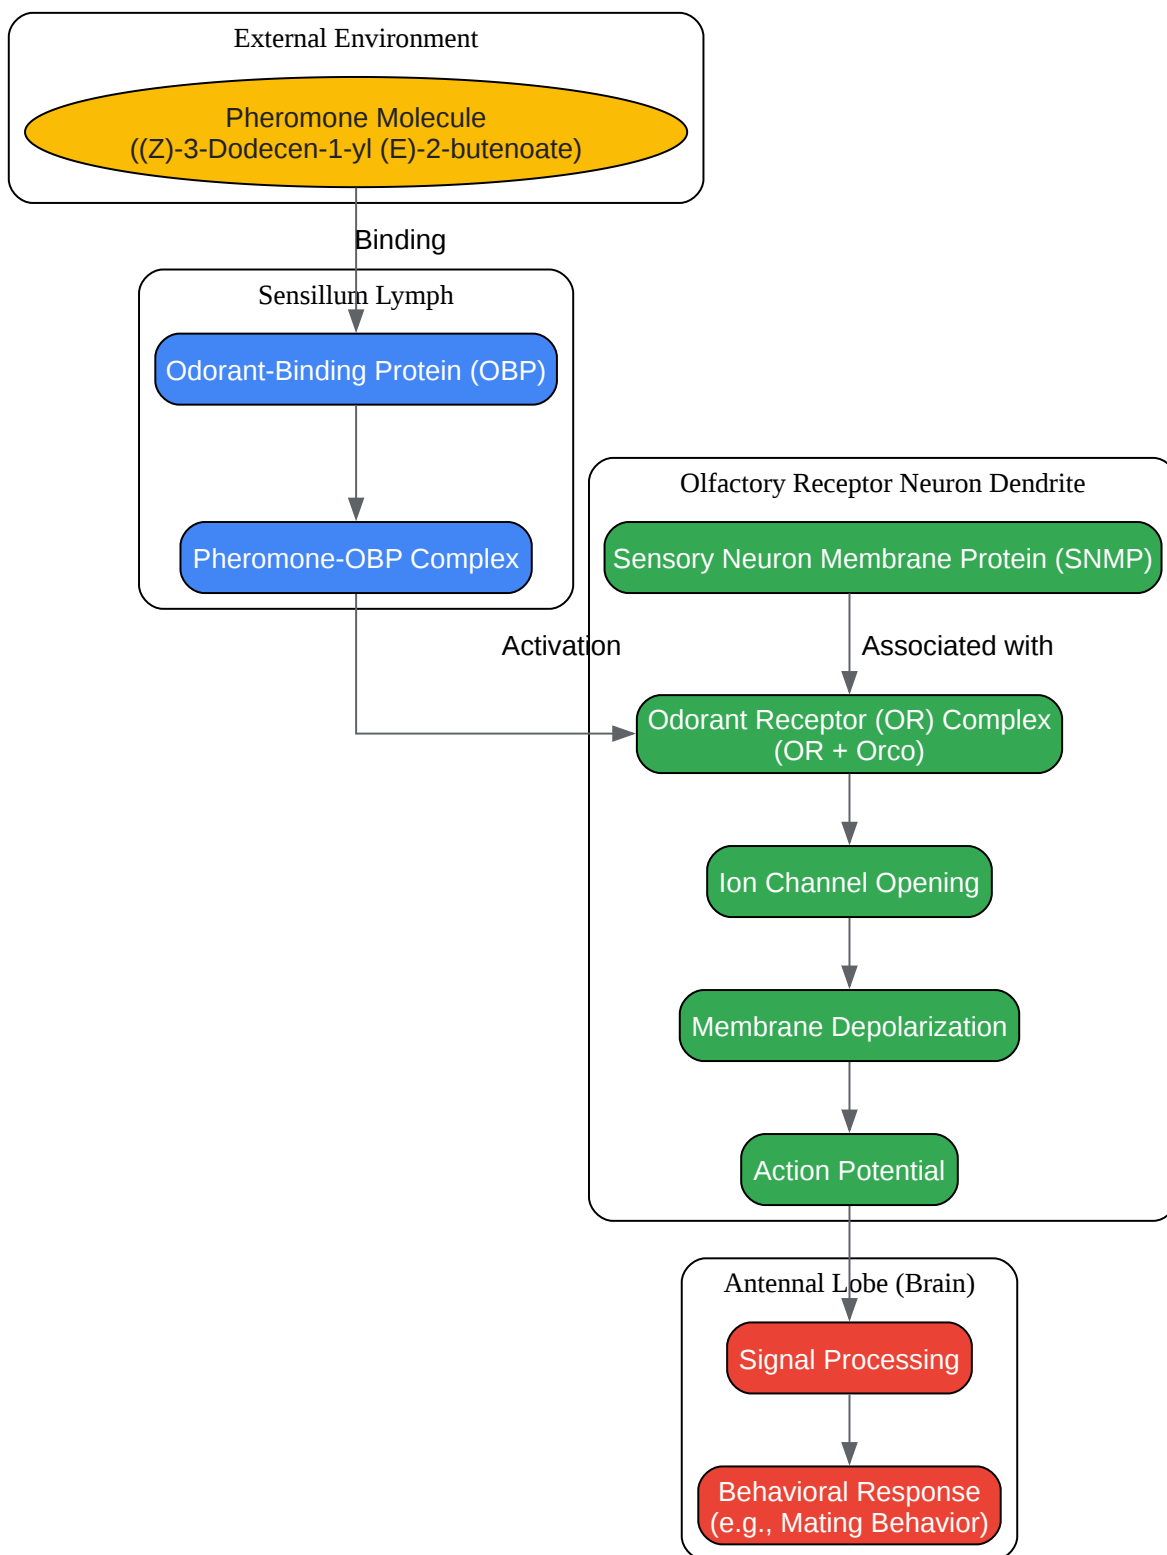 External Environment
Pheromone Molecule
((Z)-3-Dodecen-1-yl (E)-2-butenoate)
Binding
Sensillum Lymph
Odorant-Binding Protein (OBP)
Pheromone-OBP Complex
Olfactory Receptor Neuron Dendrite
Sensory Neuron Membrane Protein (SNMP)
Activation
Associated with
Odorant Receptor (OR) Complex
(OR + Orco)
Ion Channel Opening
Membrane Depolarization
Action Potential
Antennal Lobe (Brain)
Signal Processing
Behavioral Response
(e.g., Mating Behavior)